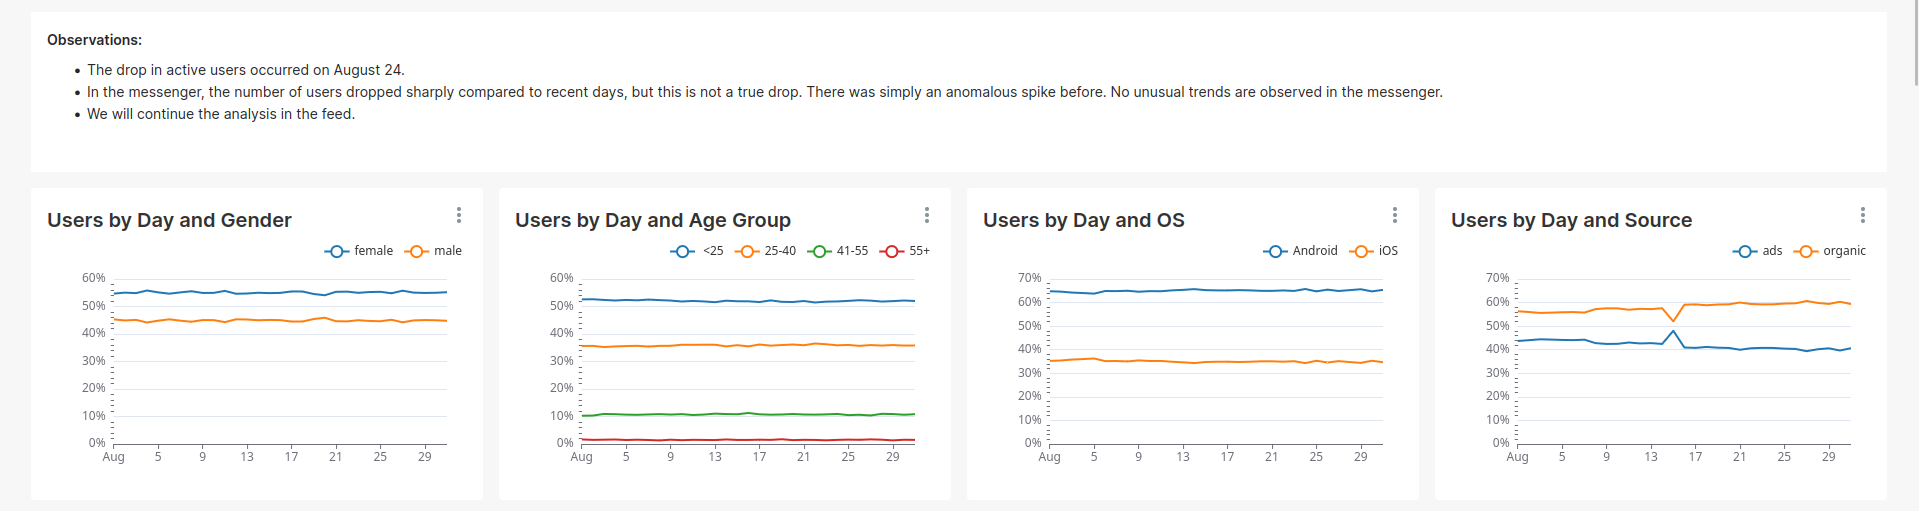 Observations:
• The drop in active users occurred on August 24.
• In the messenger, the number of users dropped sharply compared to recent days, but this is not a true drop. There was simply an anomalous spike before. No unusual trends are observed in the messenger.
• We will continue the analysis in the feed.
Users by Day and Gender
female male
60%
50%
40%
30%
20%
10%
0%
Aug 5 9 13 17 21 25 29
Users by Day and Age Group
<25 25-40 41-55 55+
60%
50%
40%
30%
20%
10%
0%
Aug 5 9 13 17 21 25 29
Users by Day and OS
Android iOS
70%
60%
50%
40%
30%
20%
10%
0%
Aug 5 9 13 17 21 25 29
Users by Day and Source
ads organic
70%
60%
50%
40%
30%
20%
10%
0%
Aug 5 9 13 17 21 25 29